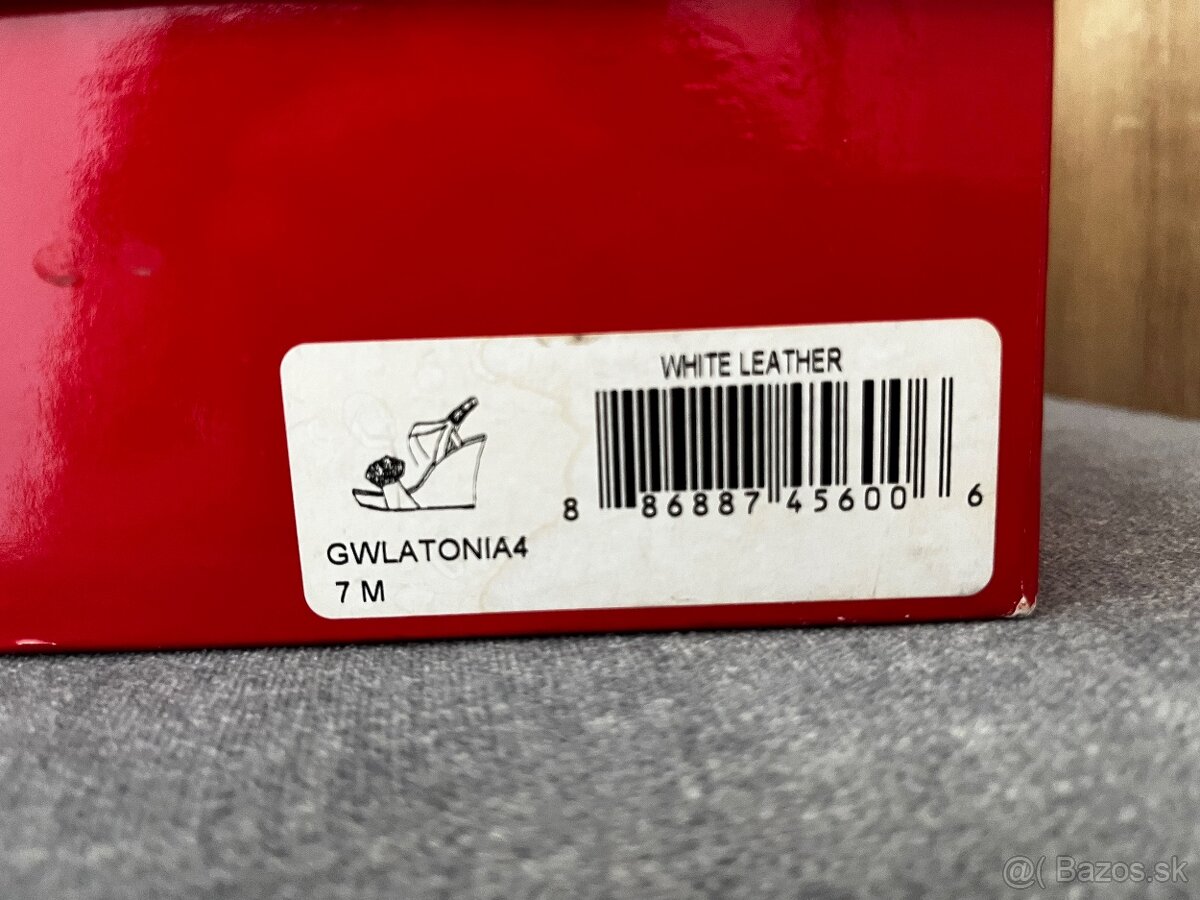 WHITE LEATHER
8 86887 45600 6
GWLATONIA4
7 M
@( Bazos.sk